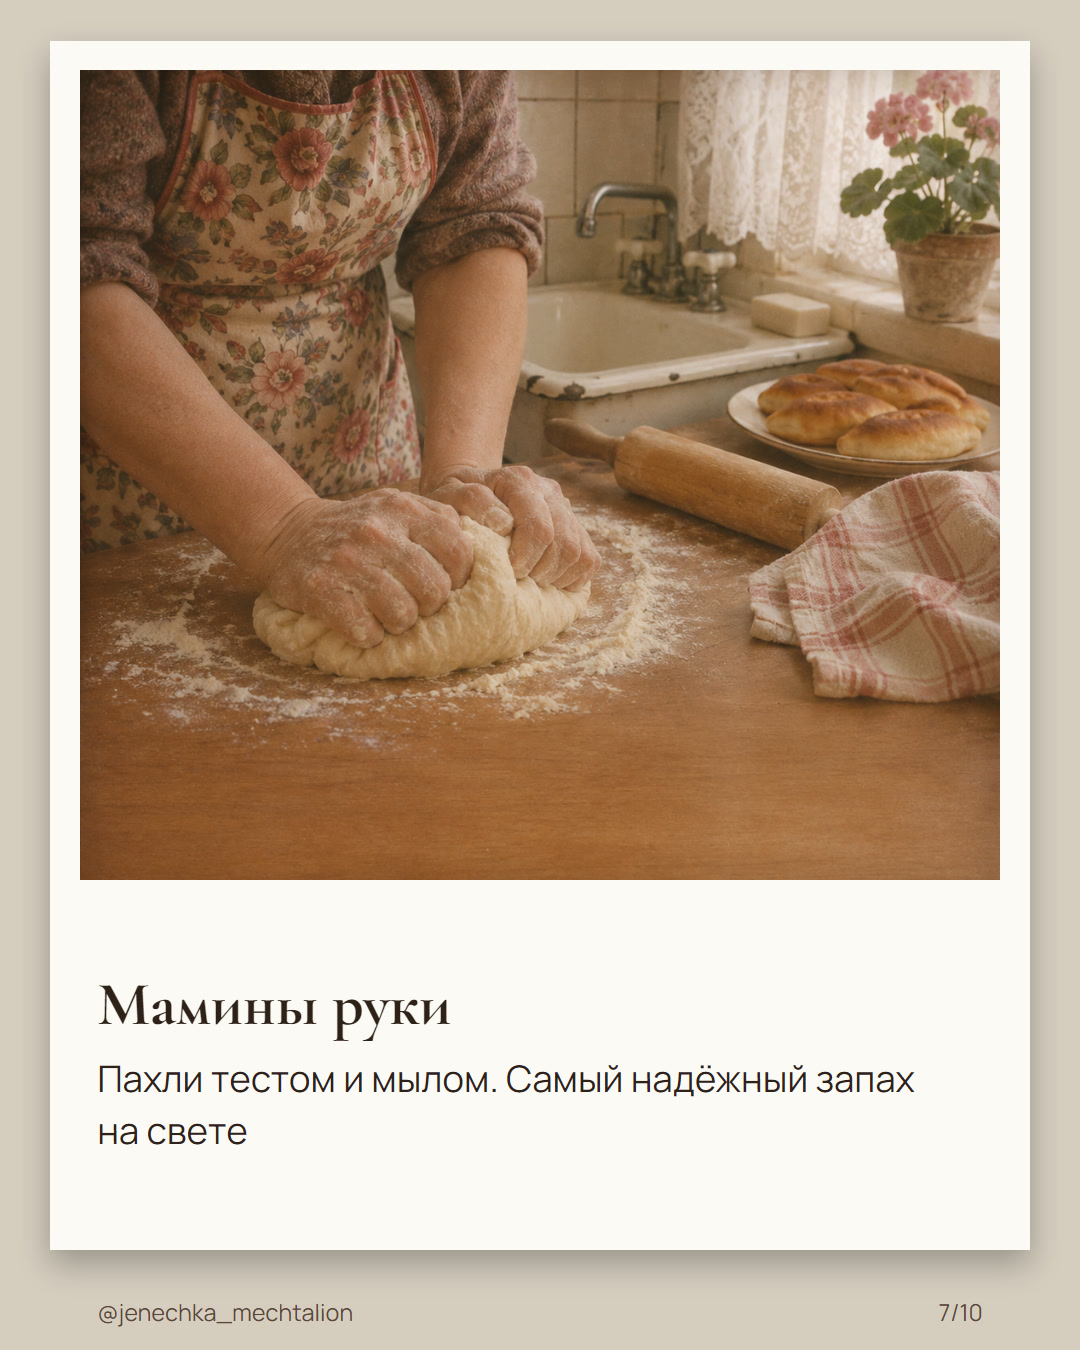 Мамины руки
Пахли тестом и мылом. Самый надёжный запах
на свете
@jenechka_mechtalion
7/10